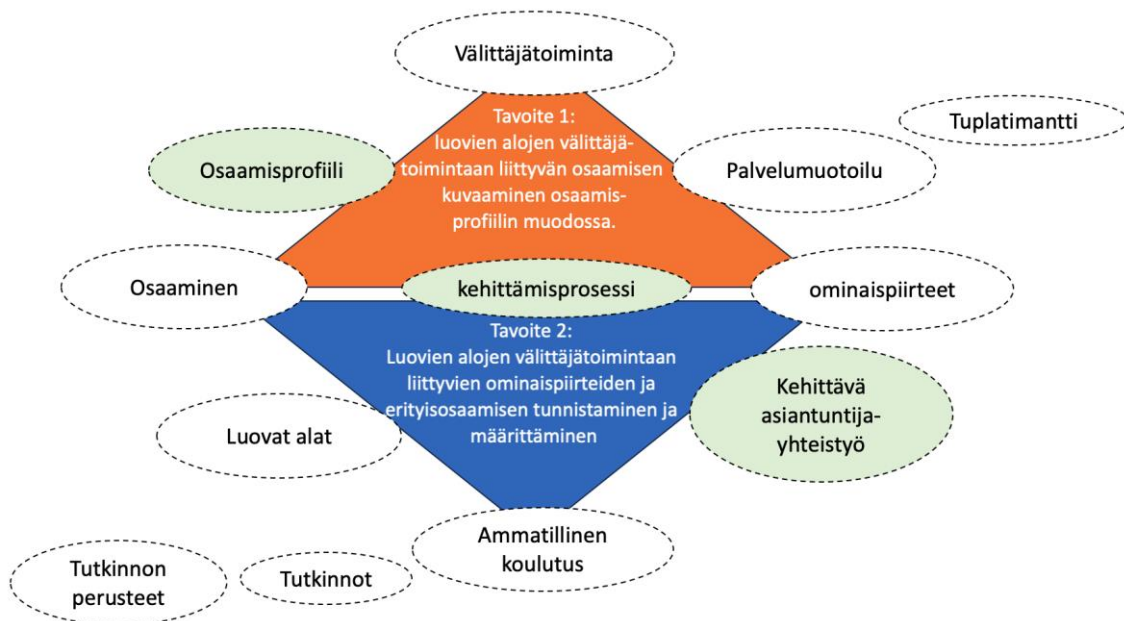 Välittäjätoiminta
Tavoite 1:
luovien alojen välittäjä-
toimintaan liittyvän osaamisen
kuvaaminen osaamis-
profiilin muodossa.
Tuplatimantti
Osaamisprofiili
Palvelumuotoilu
Osaaminen
kehittämisprosessi
ominaispiirteet
Tavoite 2:
Luovien alojen välittäjätoimintaan
liittyvien ominaispiirteiden ja
erityisosaamisen tunnistaminen ja
määrittäminen
Kehittävä
asiantuntija-
yhteistyö
Luovat alat
Ammatillinen
koulutus
Tutkinnot
Tutkinnon
perusteet